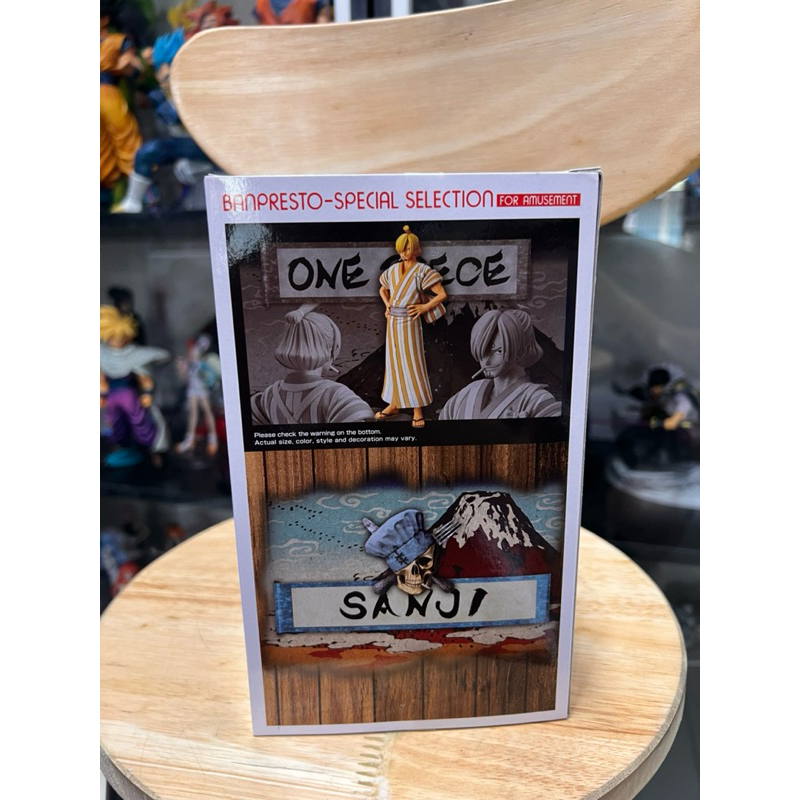 BANPRESTO-SPECIAL SELECTION FOR AMUSEMENT
ONE PIECE
Please check the warning on the bottom.
Actual size, color, style and decoration may vary.
SANJI